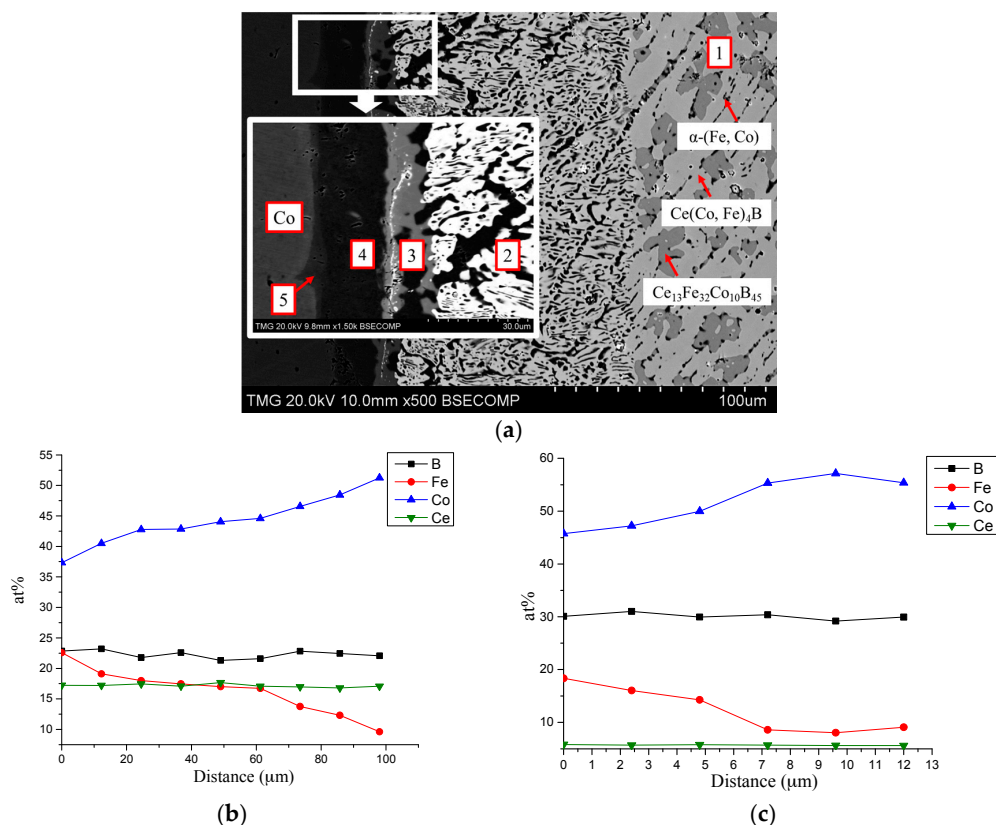 1
α-(Fe, Co)
Ce(Co, Fe)₄B
Ce₁₃Fe₃₂Co₁₀B₄₅
Co
4
3
2
5
TMG 20.0kV 9.8mm x1.50k BSECOMP
30.0um
TMG 20.0kV 10.0mm x500 BSECOMP
100um
(a)
55
50
45
40
35
30
25
20
15
10
at%
B
Fe
Co
Ce
0
20
40
60
80
100
Distance (μm)
(b)
60
50
40
30
20
10
at%
B
Fe
Co
Ce
0
1
2
3
4
5
6
7
8
9
10
11
12
13
Distance (μm)
(c)